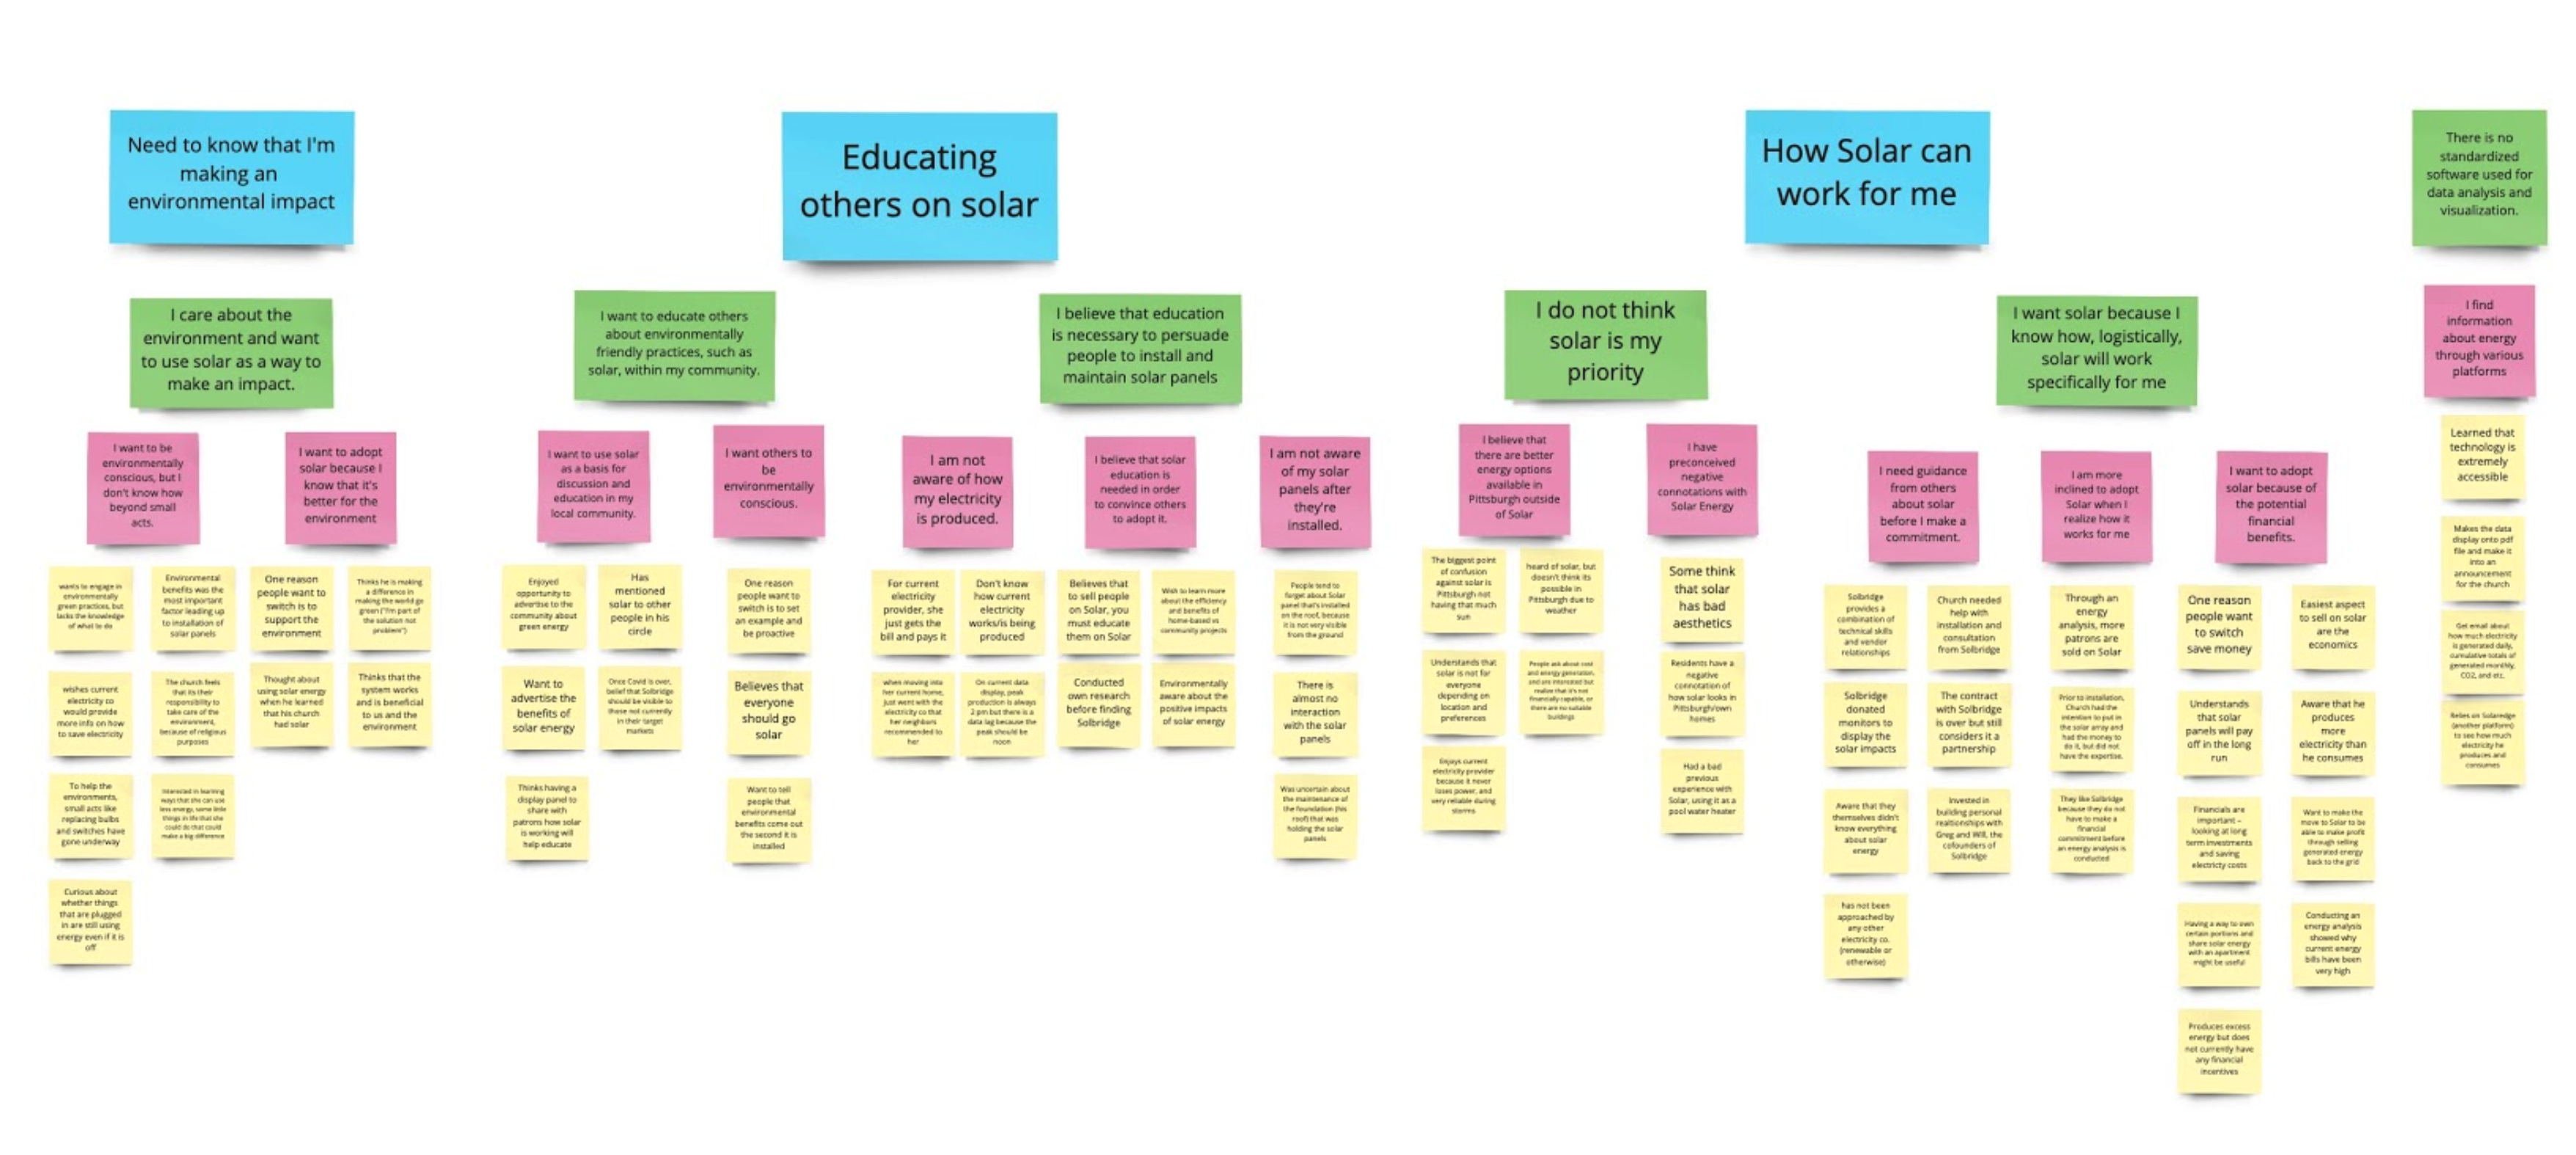 Need to know that I'm
making an
environmental impact
Educating
others on solar
How Solar can
work for me
There is no
standardized
software used for
data analysis and
visualization.
I care about the
environment and want
to use solar as a way to
make an impact.
I want to educate others
about environmentally
friendly practices, such as
solar, within my community.
I believe that education
is necessary to persuade
people to install and
maintain solar panels
I do not think
solar is my
priority
I want solar because I
know how, logistically,
solar will work
specifically for me
I find
information
about energy
through various
platforms
I want to be
environmentally
conscious, but I
don't know how
beyond small
acts.
I want to adopt
solar because I
know that it's
better for the
environment
I want to use solar
as a basis for
discussion and
education in my
local community.
I want others to
be
environmentally
conscious.
I am not
aware of how
my electricity
is produced.
I believe that solar
education is
needed in order
to convince others
to adopt it.
I am not aware
of my solar
panels after
they're
installed.
I believe that
there are better
energy options
available in
Pittsburgh outside
of Solar
I have
preconceived
negative
connotations with
Solar Energy
I need guidance
from others
about solar
before I make a
commitment.
I am more
inclined to adopt
Solar when I
realize how it
works for me
I want to adopt
solar because of
the potential
financial
benefits.
wants to engage in
environmentally
green practices, but
lacks the knowledge
of what to do
Environmental
benefits was the
most important
factor leading up
to installation of
solar panels
One reason
people want to
switch is to
support the
environment
Thinks he is making
a difference in
making the world go
green ("I'm part of
the solution not
problem")
wishes current
electricity co
would provide
more info on how
to save electricity
The church feels
that its their
responsibility to
take care of the
environment,
because of religious
purposes
Thought about
using solar energy
when he learned
that his church
had solar
Thinks that the
system works
and is beneficial
to us and the
environment
To help the
environments,
small acts like
replacing bulbs
and switches have
gone underway
Interested in learning
ways that she can use
less energy, some little
things in life that she
could do that could
make a big difference
Curious about
whether things
that are plugged
in are still using
energy even if it is
off
Enjoyed
opportunity to
advertise to the
community about
green energy
Has
mentioned
solar to other
people in his
circle
Want to
advertise the
benefits of
solar energy
Once Covid is over,
belief that Solbridge
should be visible to
those not currently
in their target
markets
Thinks having a
display panel to
share with
patrons how solar
is working will
help educate
One reason
people want to
switch is to set
an example and
be proactive
Believes that
everyone
should go
solar
Want to tell
people that
environmental
benefits come out
the second it is
installed
For current
electricity
provider, she
just gets the
bill and pays it
Don't know
how current
electricity
works/is being
produced
when moving into
her current home,
just went with the
electricity co that
her neighbors
recommended to
her
On current data
display, peak
production is always
2 pm but there is a
data lag because the
peak should be
noon
Believes that
to sell people
on Solar, you
must educate
them on Solar
Wish to learn more
about the efficiency
and benefits of
home-based vs
community projects
Conducted
own research
before finding
Solbridge
Environmentally
aware about the
positive impacts
of solar energy
People tend to
forget about Solar
panel that's installed
on the roof, because
it is not very visible
from the ground
There is
almost no
interaction
with the solar
panels
Was uncertain about
the maintenance of
the foundation (his
roof) that was
holding the solar
panels
The biggest point
of confusion
against solar is
Pittsburgh not
having that much
sun
heard of solar, but
doesn't think its
possible in
Pittsburgh due to
weather
Understands that
solar is not for
everyone
depending on
location and
preferences
People ask about cost
and energy generation,
and are interested but
realize that it's not
financially capable, or
there are no suitable
buildings
Enjoys current
electricity provider
because it never
loses power, and
very reliable during
storms
Some think
that solar
has bad
aesthetics
Residents have a
negative
connotation of
how solar looks in
Pittsburgh/own
homes
Had a bad
previous
experience with
Solar, using it as a
pool water heater
Solbridge
provides a
combination of
technical skills
and vendor
relationships
Church needed
help with
installation and
consultation
from Solbridge
Solbridge
donated
monitors to
display the
solar impacts
The contract
with Solbridge
is over but still
considers it a
partnership
Aware that they
themselves didn't
know everything
about solar
energy
Invested in
building personal
realtionships with
Greg and Will, the
cofounders of
Solbridge
has not been
approached by
any other
electricity co.
(renewable or
otherwise)
Through an
energy
analysis, more
patrons are
sold on Solar
Prior to installation,
Church had the
intention to put in
the solar array and
had the money to
do it, but did not
have the expertise.
They like Solbridge
because they do not
have to make a
financial
commitment before
an energy analysis is
conducted
One reason
people want
to switch
save money
Easiest aspect
to sell on solar
are the
economics
Understands
that solar
panels will pay
off in the long
run
Aware that he
produces
more
electricity than
he consumes
Financials are
important –
looking at long
term investments
and saving
electricty costs
Want to make the
move to Solar to be
able to make profit
through selling
generated energy
back to the grid
Having a way to own
certain portions and
share solar energy
with an apartment
might be useful
Conducting an
energy analysis
showed why
current energy
bills have been
very high
Produces excess
energy but does
not currently have
any financial
incentives
Learned that
technology is
extremely
accessible
Makes the data
display onto pdf
file and make it
into an
announcement
for the church
Get email about
how much electricity
is generated daily,
cumulative totals of
generated monthly,
CO2, and etc.
Relies on Solaredge
(another platform)
to see how much
electricity he
produces and
consumes